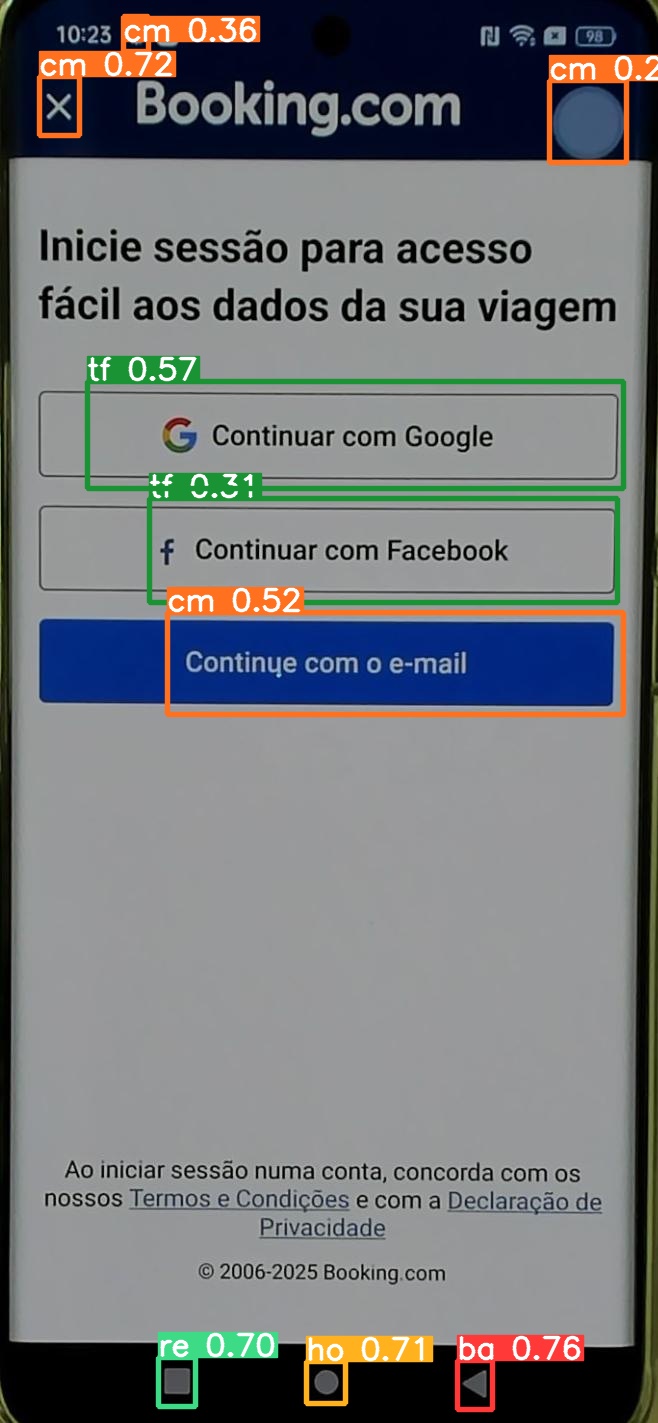 10:23 cm 0.36 98
cm 0.72 cm 0.2
Booking.com
Inicie sessão para acesso
fácil aos dados da sua viagem
tf 0.57
Continuar com Google
tf 0.31
Continuar com Facebook
cm 0.52
Continue com o e-mail
Ao iniciar sessão numa conta, concorda com os
nossos Termos e Condições e com a Declaração de
Privacidade
© 2006-2025 Booking.com
re 0.70 ho 0.71 ba 0.76